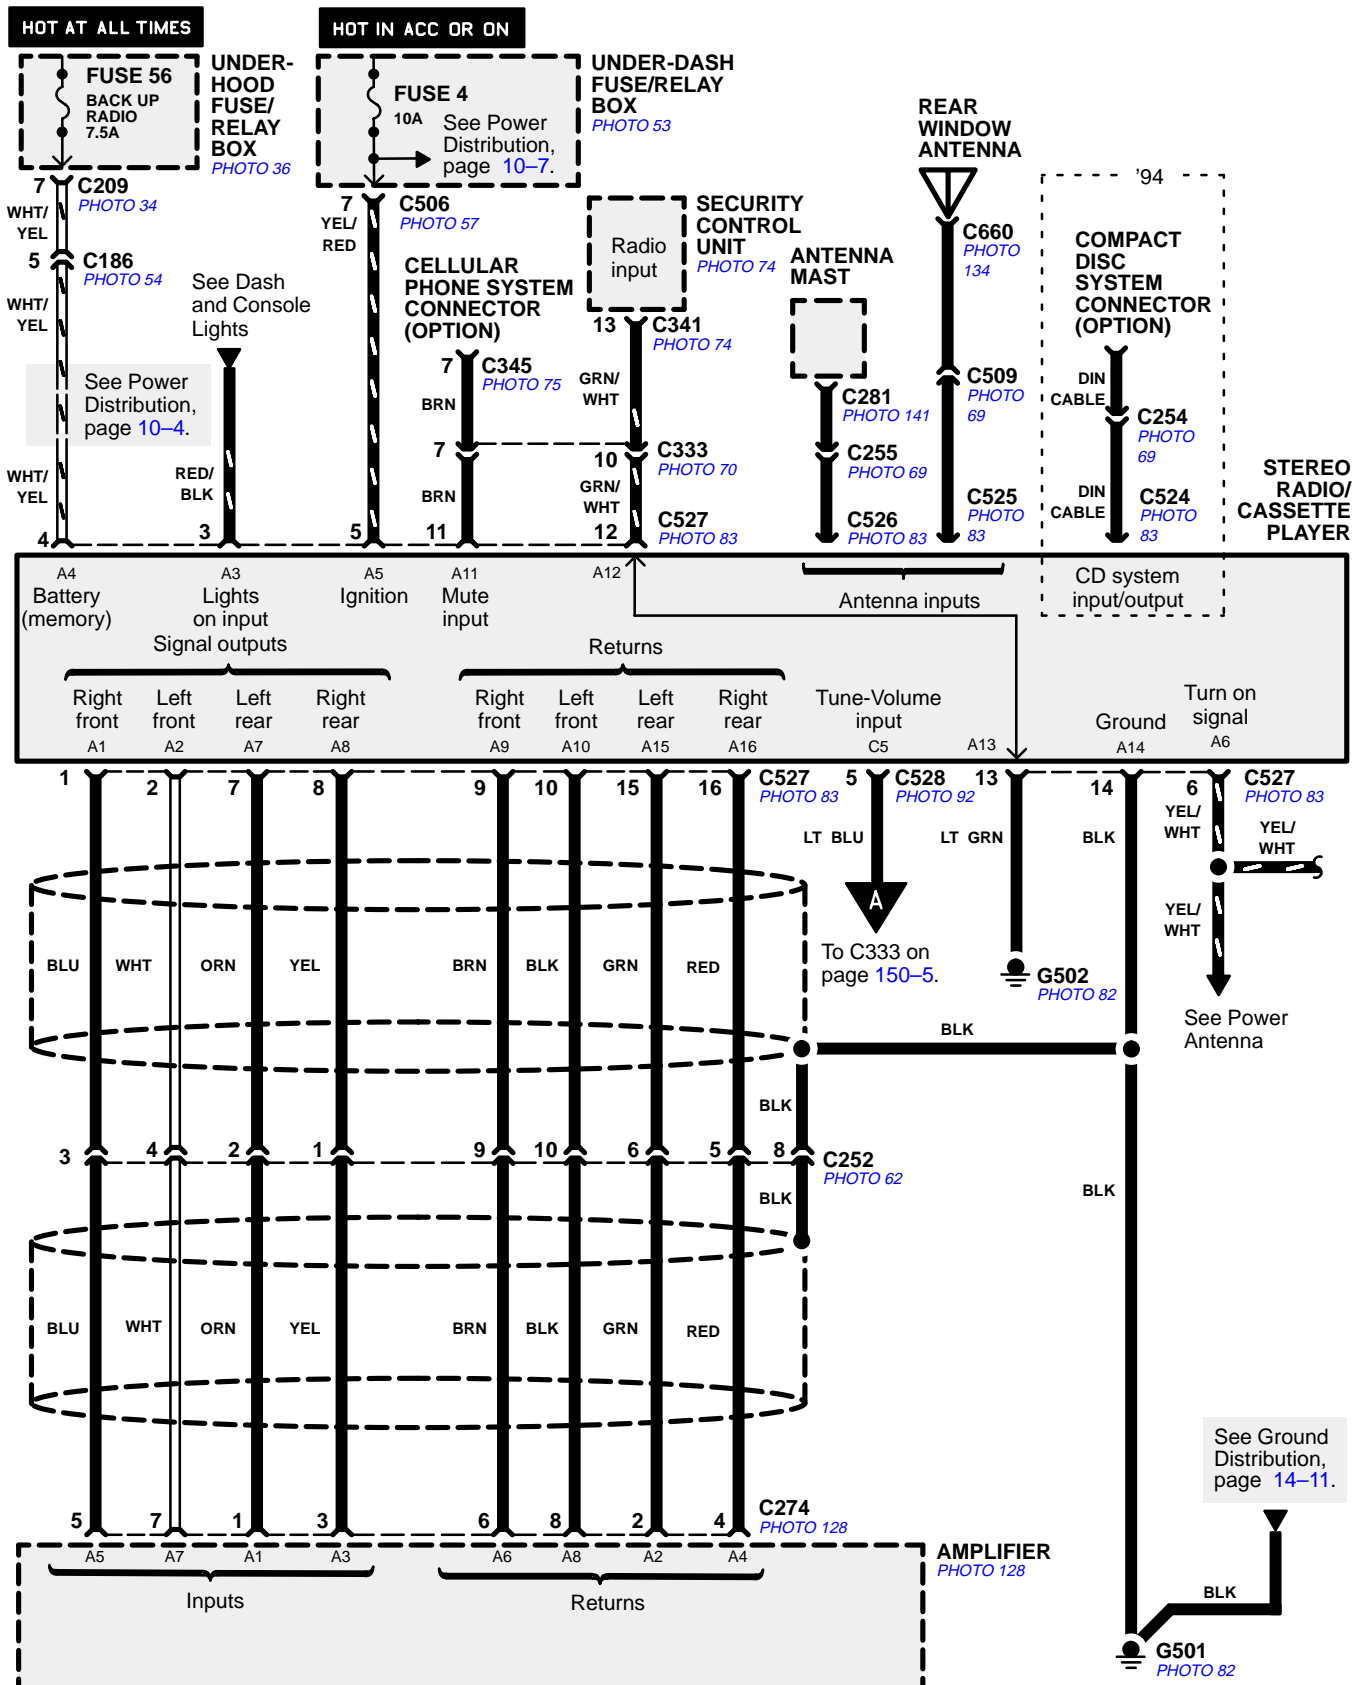 HOT AT ALL TIMES
HOT IN ACC OR ON
FUSE 56
BACK UP
RADIO
7.5A
UNDER-
HOOD
FUSE/
RELAY
BOX
PHOTO 36
FUSE 4
10A
See Power
Distribution,
page 10–7.
UNDER-DASH
FUSE/RELAY
BOX
PHOTO 53
REAR
WINDOW
ANTENNA
'94
7
C209
PHOTO 34
WHT/
YEL
5
C186
PHOTO 54
WHT/
YEL
See Power
Distribution,
page 10–4.
WHT/
YEL
4
See Dash
and Console
Lights
RED/
BLK
3
7
C506
PHOTO 57
YEL/
RED
5
CELLULAR
PHONE SYSTEM
CONNECTOR
(OPTION)
7
C345
PHOTO 75
BRN
7
BRN
11
Radio
input
SECURITY
CONTROL
UNIT
PHOTO 74
13
C341
PHOTO 74
GRN/
WHT
10
C333
PHOTO 70
GRN/
WHT
12
C527
PHOTO 83
ANTENNA
MAST
C281
PHOTO 141
C255
PHOTO 69
C526
PHOTO 83
C660
PHOTO
134
C509
PHOTO
69
C525
PHOTO
83
COMPACT
DISC
SYSTEM
CONNECTOR
(OPTION)
DIN
CABLE
C254
PHOTO
69
DIN
CABLE
C524
PHOTO
83
STEREO
RADIO/
CASSETTE
PLAYER
A4
Battery
(memory)
A3
Lights
on input
A5
Ignition
A11
Mute
input
A12
Antenna inputs
CD system
input/output
Signal outputs
Returns
Right
front
A1
Left
front
A2
Left
rear
A7
Right
rear
A8
Right
front
A9
Left
front
A10
Left
rear
A15
Right
rear
A16
Tune-Volume
input
C5
A13
Ground
A14
Turn on
signal
A6
1
2
7
8
9
10
15
16
C527
PHOTO 83
5
C528
PHOTO 92
13
14
6
C527
PHOTO 83
LT BLU
LT GRN
BLK
YEL/
WHT
YEL/
WHT
YEL/
WHT
A
To C333 on
page 150–5.
G502
PHOTO 82
See Power
Antenna
BLU
WHT
ORN
YEL
BRN
BLK
GRN
RED
BLK
BLK
3
4
2
1
9
10
6
5
8
C252
PHOTO 62
BLK
BLK
BLU
WHT
ORN
YEL
BRN
BLK
GRN
RED
See Ground
Distribution,
page 14–11.
5
7
1
3
6
8
2
4
C274
PHOTO 128
A5
A7
A1
A3
A6
A8
A2
A4
Inputs
Returns
AMPLIFIER
PHOTO 128
BLK
G501
PHOTO 82